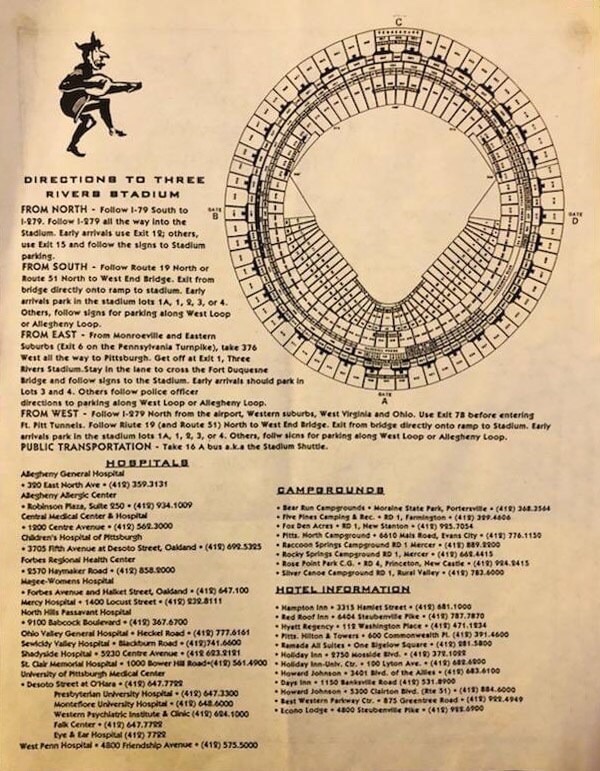 C
GATE
B
GATE
D
GATE
A
DIRECTIONS TO THREE
RIVERS STADIUM
FROM NORTH - Follow I-79 South to
I-279. Follow I-279 all the way into the
Stadium. Early arrivals use Exit 12; others,
use Exit 15 and follow the signs to Stadium
parking.
FROM SOUTH - Follow Route 19 North or
Route 51 North to West End Bridge. Exit from
bridge directly onto ramp to stadium. Early
arrivals park in the stadium lots 1A, 1, 2, 3, or 4.
Others, follow signs for parking along West Loop
or Allegheny Loop.
FROM EAST - From Monroeville and Eastern
Suburbs (Exit 6 on the Pennsylvania Turnpike), take 376
West all the way to Pittsburgh. Get off at Exit 1, Three
Rivers Stadium.Stay in the lane to cross the Fort Duquesne
Bridge and follow signs to the Stadium. Early arrivals should park in
Lots 3 and 4. Others follow police officer
directions to parking along West Loop or Allegheny Loop.
FROM WEST - Follow I-279 North from the airport, Western suburbs, West Virginia and Ohio. Use Exit 7B before entering
Ft. Pitt Tunnels. Follow Riute 19 (and Route 51) North to West End Bridge. Exit from bridge directly onto ramp to Stadium. Early
arrivals park in the stadium lots 1A, 1, 2, 3, or 4. Others, follw sicns for parking along West Loop or Allegheny Loop.
PUBLIC TRANSPORTATION - Take 16 A bus a.k.a the Stadium Shuttle.
HOSPITALS
Allegheny General Hospital
• 320 East North Ave • (412) 359.3131
Allegheny Allergic Center
• Robinson Plaza, Suite 250 • (412) 934.1009
Central Medical Center & Hospital
• 1200 Centre Avenue • (412) 562.3000
Children's Hospital of Pittsburgh
• 3705 Fifth Avenue at Desoto Street, Oakland • (412) 692.5325
Forbes Regional Health Center
• 2570 Haymaker Road • (412) 858.2000
Magee-Womens Hospital
• Forbes Avenue and Halket Street, Oakland • (412) 647.100
Mercy Hospital • 1400 Locust Street • (412) 232.8111
North Hills Passavant Hospital
• 9100 Babcock Boulevard • (412) 367.6700
Ohio Valley General Hospital • Heckel Road • (412) 777.6161
Sewickly Valley Hospital • Blackburn Road • (412)741.6600
Shadyside Hospital • 5230 Centre Avenue • (412) 623.2121
St. Clair Memorial Hospital • 1000 Bower Hill Road•(412) 561.4900
University of Pittsburgh Medical Center
• Desoto Street at O'Hara • (412) 647.7722
Presbyterian University Hospital • (412) 647.3300
Montefiore University Hospital • (412) 648.6000
Western Psychiatric Institute & Clinic (412) 624.1000
Falk Center • (412) 647.7722
Eye & Ear Hospital (412) 7722
West Penn Hospital • 4800 Friendship Avenue • (412) 575.5000
CAMPGROUNDS
• Bear Run Campgrounds • Moraine State Park, Portersville • (412) 368.3564
• Five Pines Camping & Rec. • RD 1, Farmington • (412) 329.4606
• Fox Den Acres • RD 1, New Stanton • (412) 925.7054
• Pitts. North Campground • 6610 Mais Road, Evans City • (412) 776.1150
• Raccoon Springs Campground RD 1 Mercer • (412) 889.2200
• Rocky Springs Campground RD 1, Mercer • (412) 662.4415
• Rose Point Park C.G. • RD 4, Princeton, New Castle • (412) 924.2415
• Silver Canoe Campground RD 1, Rural Valley • (412) 783.6000
HOTEL INFORMATION
• Hampton Inn • 3315 Hamlet Street • (412) 681.1000
• Red Roof Inn • 6404 Steubenville Pike • (412) 787.7870
• Hyatt Regency • 112 Washington Place • (412) 471.1234
• Pitts. Hilton & Towers • 600 Commonwealth Pl. (412) 391.4600
• Ramada All Suites • One Bigelow Square • (412) 281.5800
• Holiday Inn • 2750 Mosside Blvd. • (412) 372.1022
• Holiday Inn-Univ. Ctr. • 100 Lyton Ave. • (412) 682.6200
• Howard Johnson • 3401 Blvd. of the Allies • (412) 683.6100
• Days Inn • 1150 Banksville Road (412) 531.8900
• Howard Johnson • 5300 Clairton Blvd. (Rte 51) • (412) 884.6000
• Best Western Parkway Ctr. • 875 Greentree Road • (412) 922.4949
• Econo Lodge • 4800 Steubenville Pike • (412) 922.6900